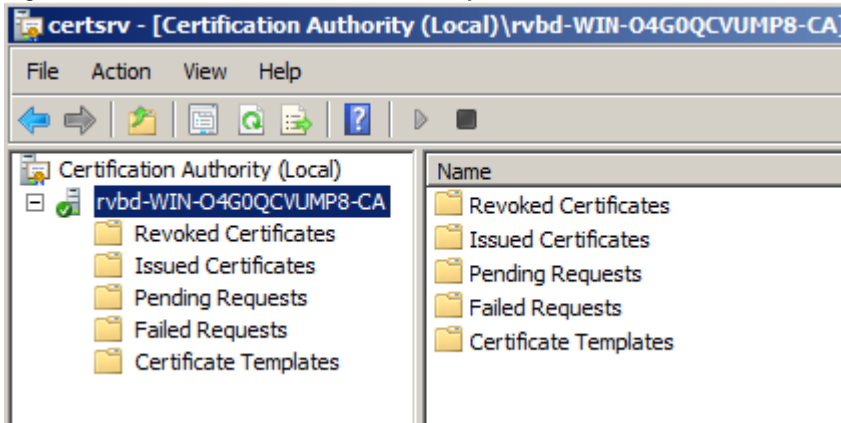 certsrv - [Certification Authority (Local)\rvbd-WIN-O4G0QCVUMP8-CA]
File Action View Help
Certification Authority (Local)
rvbd-WIN-O4G0QCVUMP8-CA
Revoked Certificates
Issued Certificates
Pending Requests
Failed Requests
Certificate Templates
Name
Revoked Certificates
Issued Certificates
Pending Requests
Failed Requests
Certificate Templates